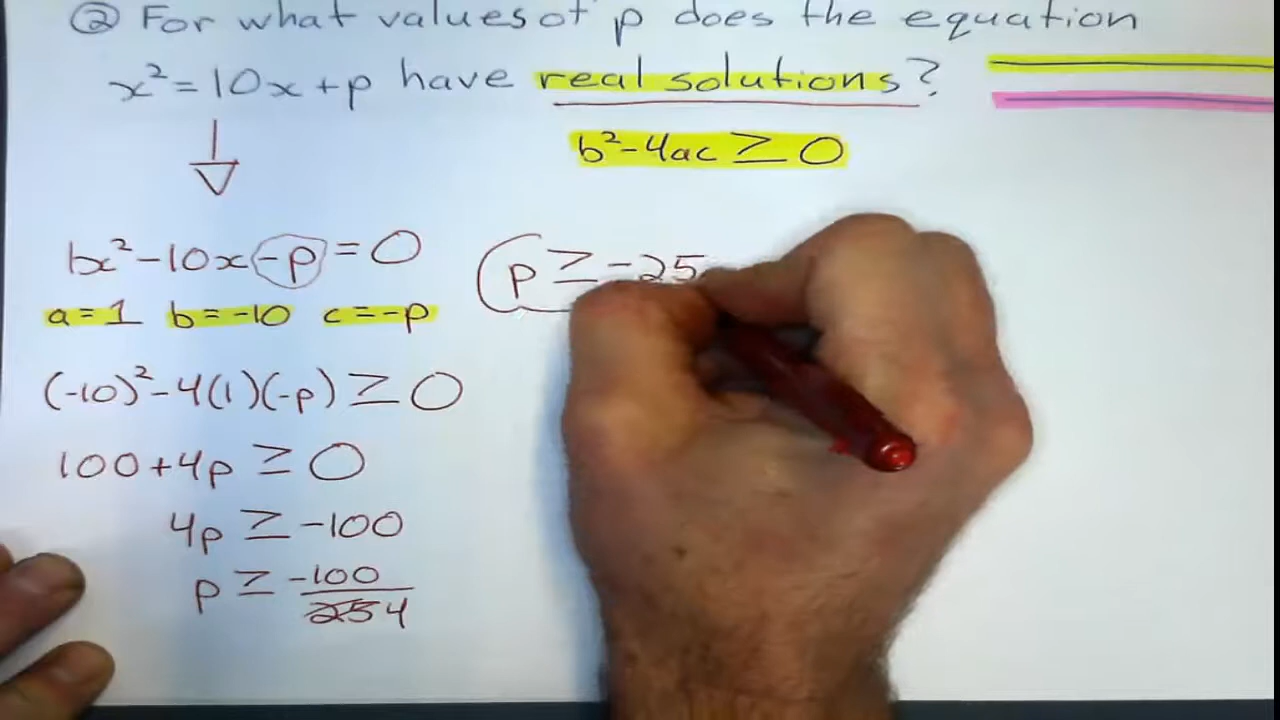 ② For what values of p does the equation
x² = 10x + p have real solutions?
b² - 4ac ≥ 0
1x² - 10x - p = 0
p ≥ -25
a = 1 b = -10 c = -p
(-10)² - 4(1)(-p) ≥ 0
100 + 4p ≥ 0
4p ≥ -100
p ≥ -100
25 4